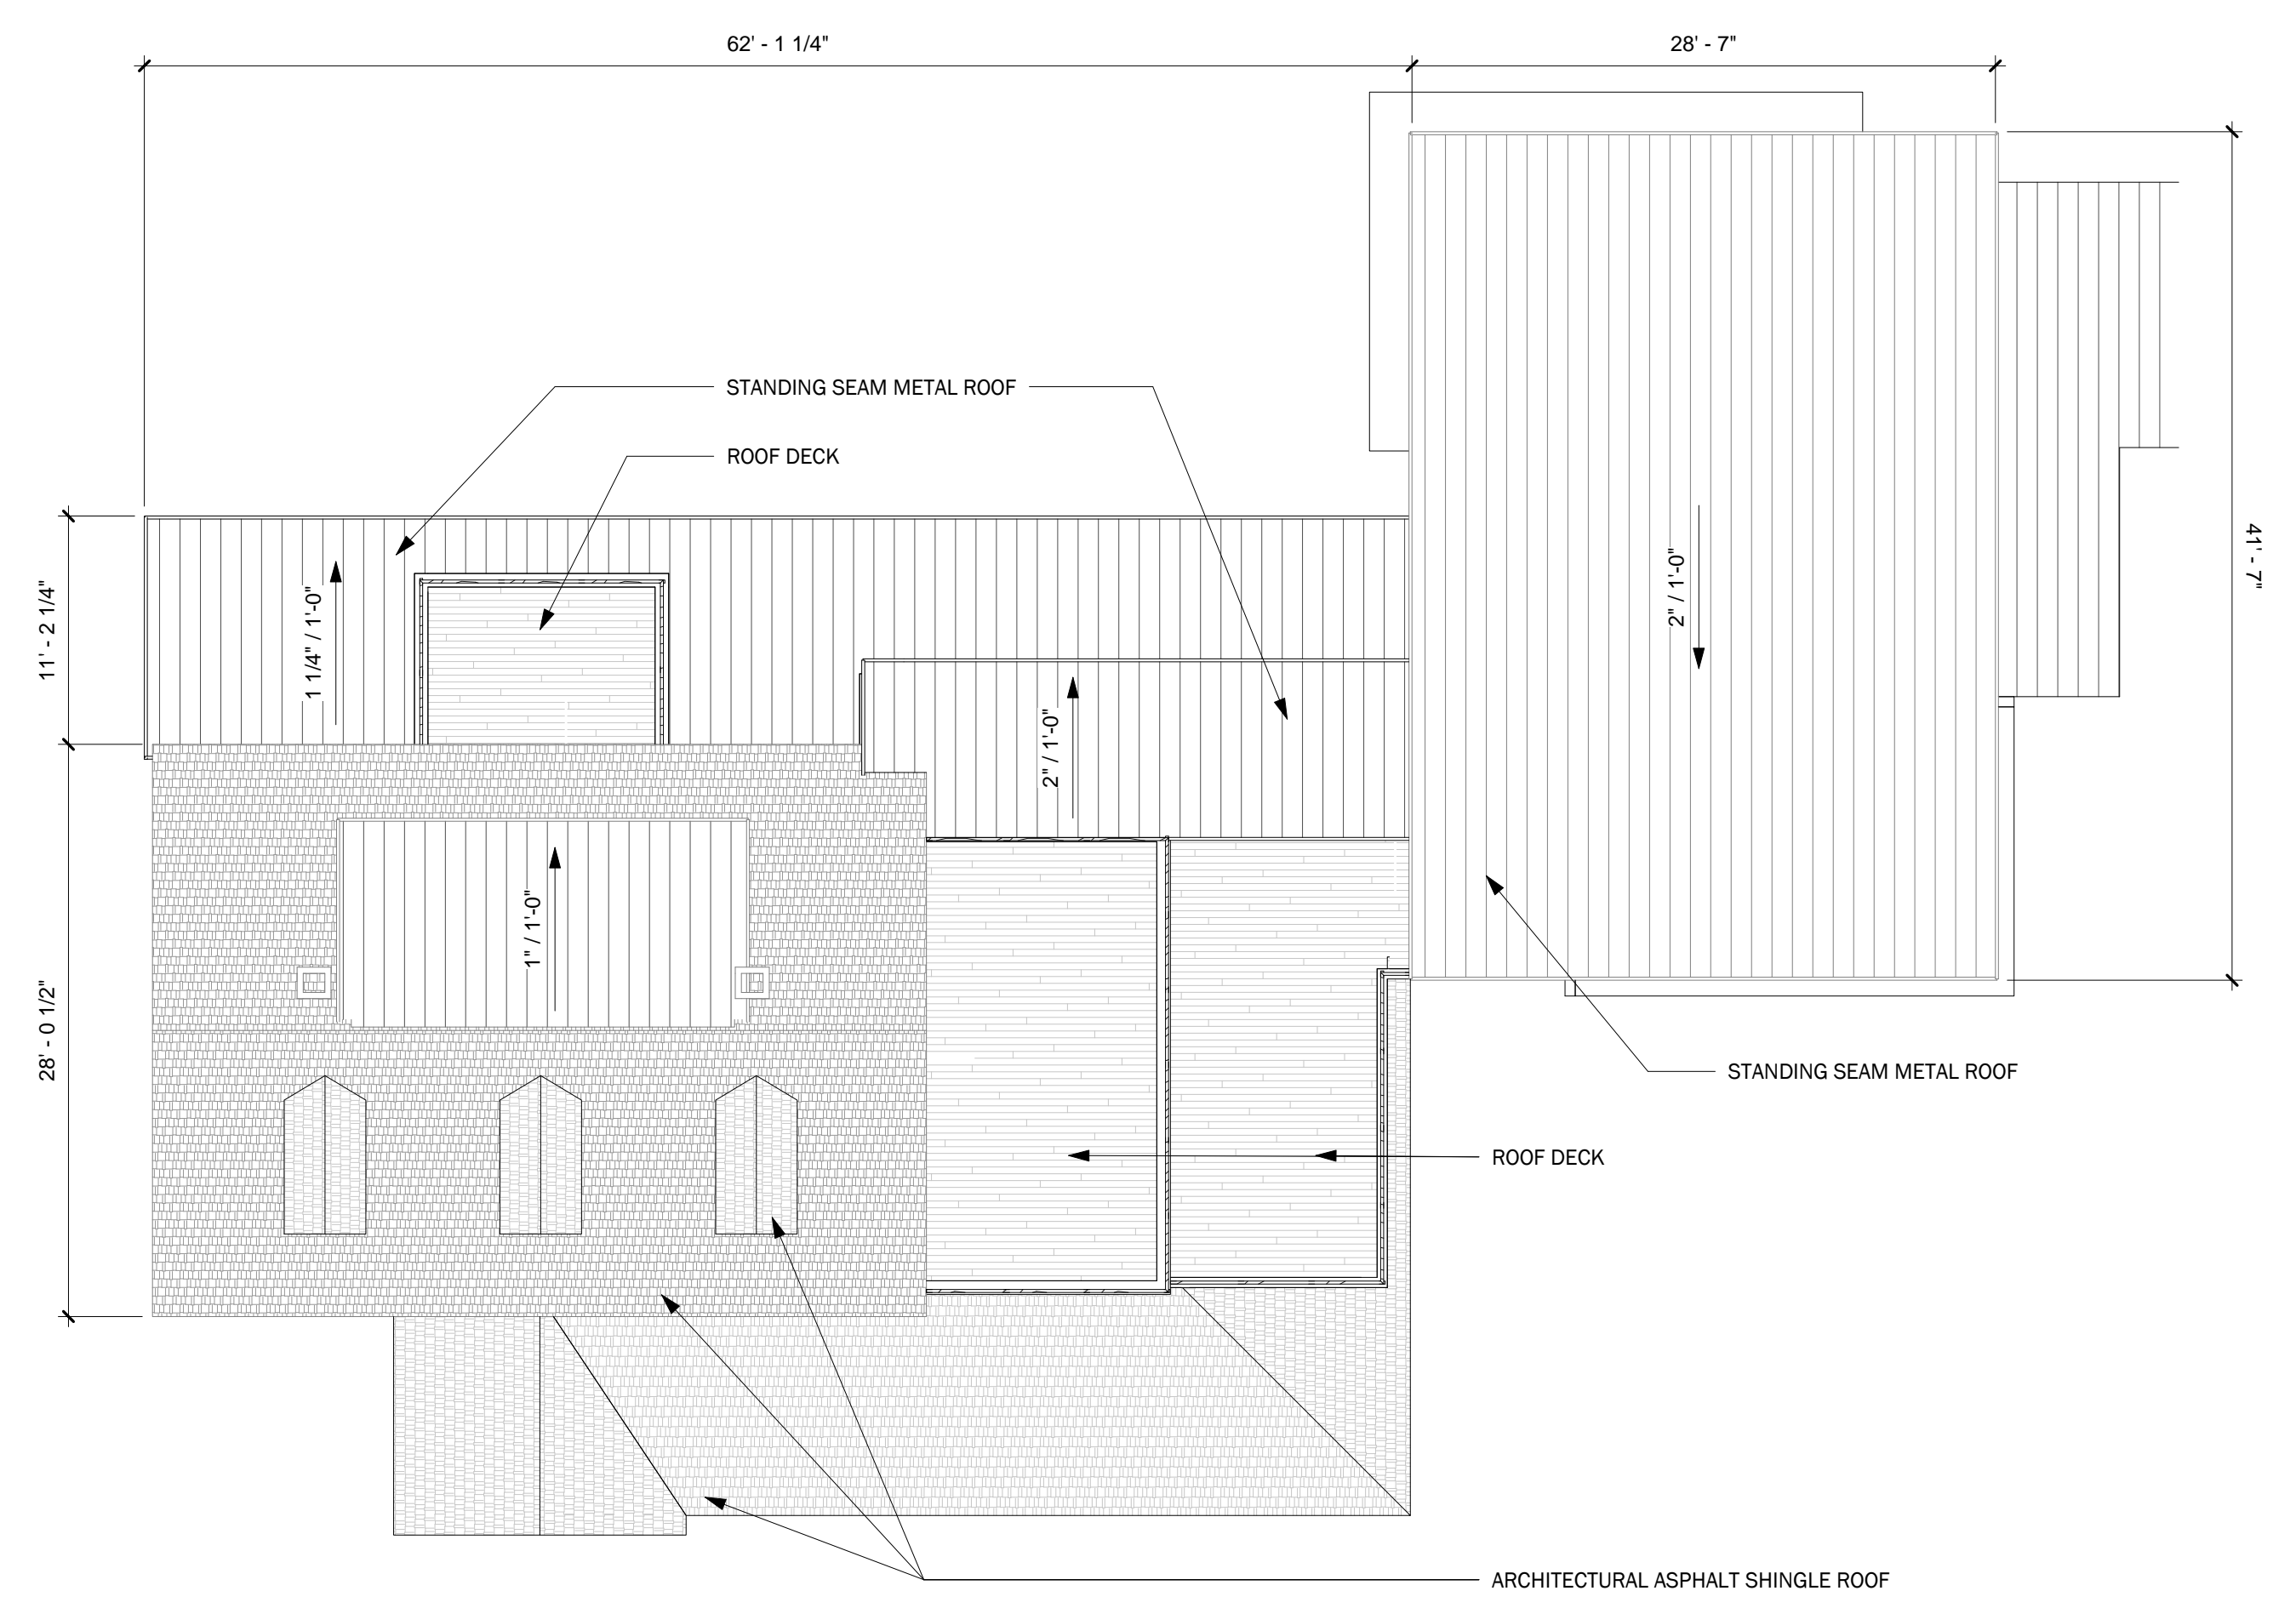 62' - 1 1/4"
28' - 7"
STANDING SEAM METAL ROOF
ROOF DECK
41' - 7"
11' - 2 1/4"
1 1/4" / 1'-0"
2" / 1'-0"
2" / 1'-0"
1" / 1'-0"
28' - 0 1/2"
STANDING SEAM METAL ROOF
ROOF DECK
ARCHITECTURAL ASPHALT SHINGLE ROOF